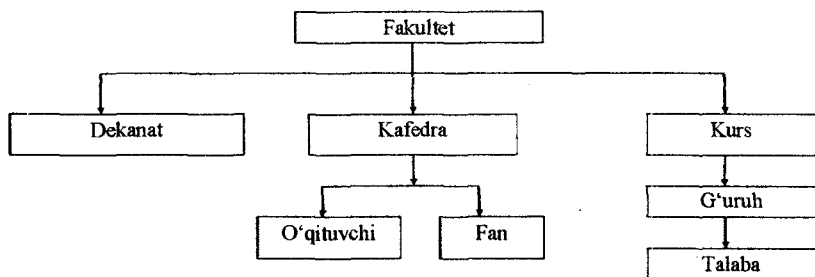 Fakultet
Dekanat
Kafedra
Kurs
O‘qituvchi
Fan
G‘uruh
Talaba